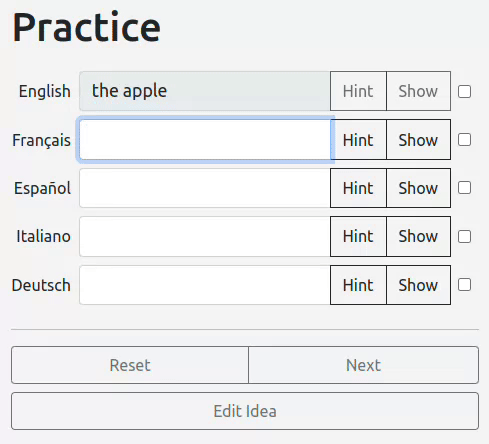 Practice
English the apple Hint Show
Français Hint Show
Español Hint Show
Italiano Hint Show
Deutsch Hint Show
Reset Next
Edit Idea